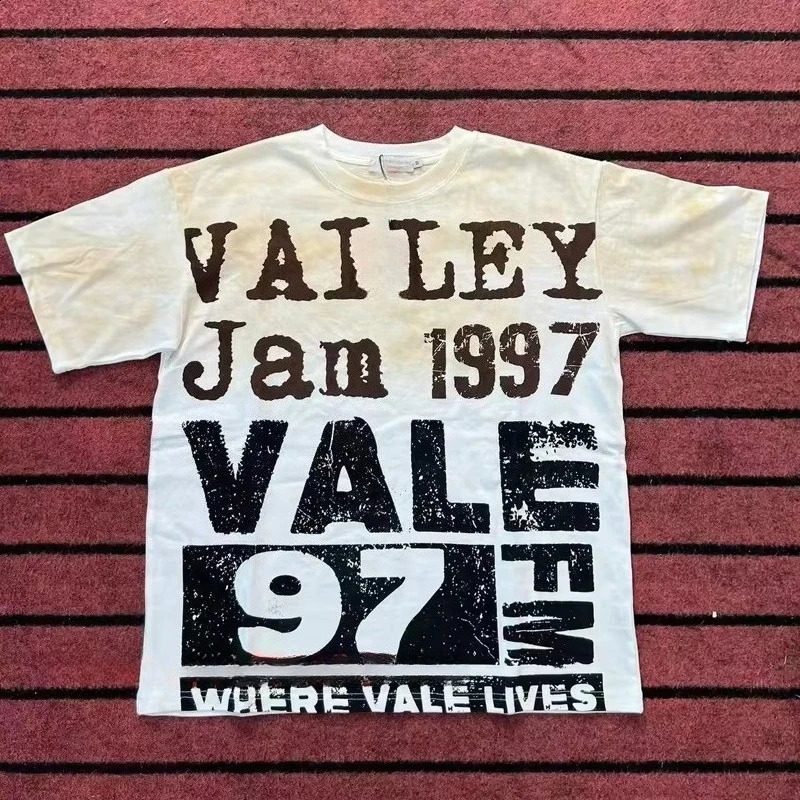 VAILEY
Jam 1997
VALE
97 FM
WHERE VALE LIVES